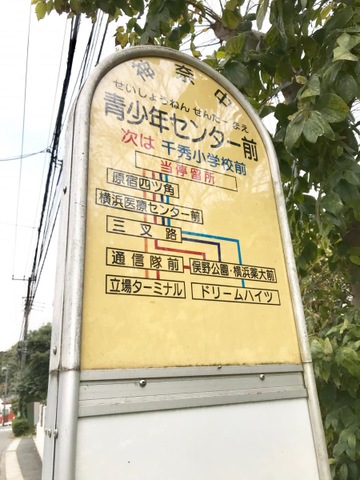 神奈中
せいしょうねん せんたーまえ
青少年センター前
次は 千秀小学校前
当停留所
原宿四ツ角
横浜医療センター前
三叉路
通信隊前 俣野公園・横浜薬大前
立場ターミナル ドリームハイツ